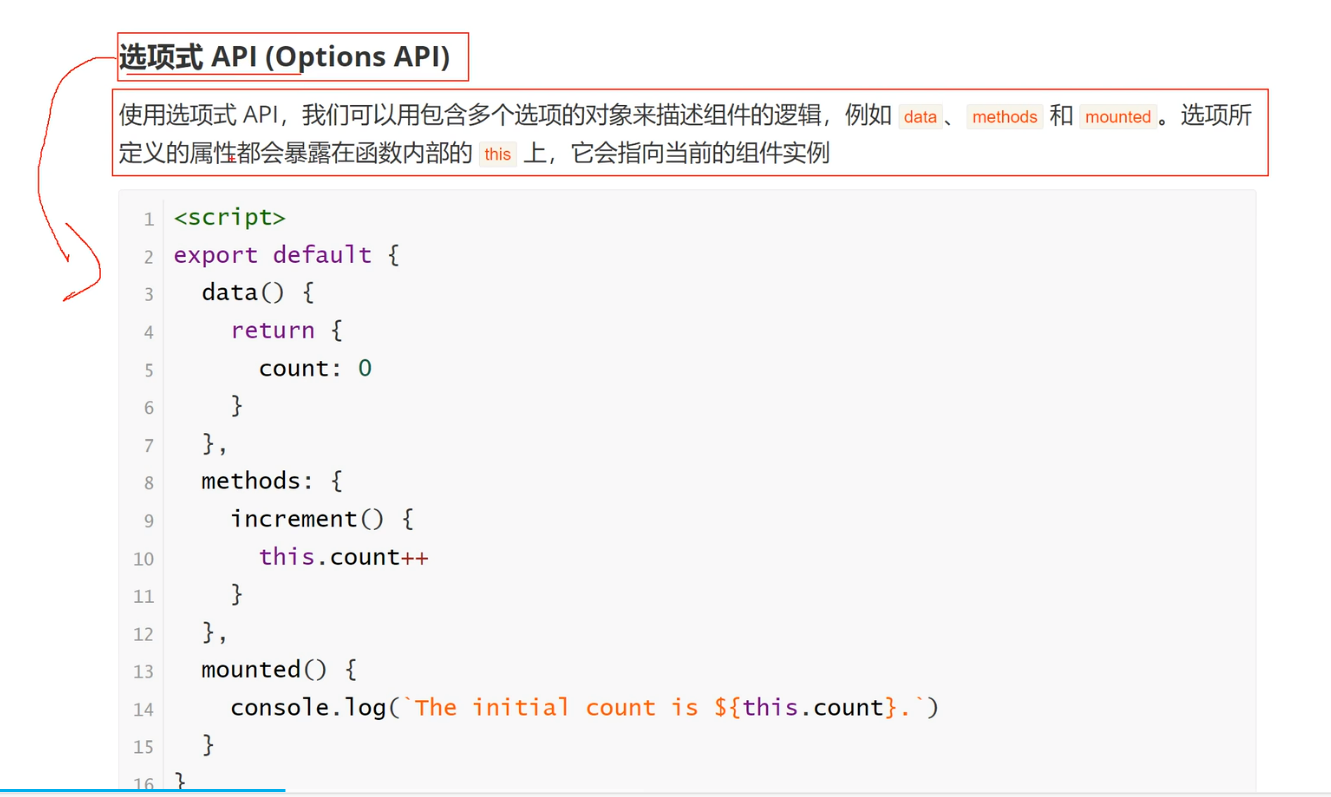 选项式 API (Options API)
使用选项式 API，我们可以用包含多个选项的对象来描述组件的逻辑，例如 data 、 methods 和 mounted 。选项所
定义的属性都会暴露在函数内部的 this 上，它会指向当前的组件实例
1 <script>
2 export default {
3   data() {
4     return {
5       count: 0
6     }
7   },
8   methods: {
9     increment() {
10       this.count++
11     }
12   },
13   mounted() {
14     console.log(`The initial count is ${this.count}.`)
15   }
16 }